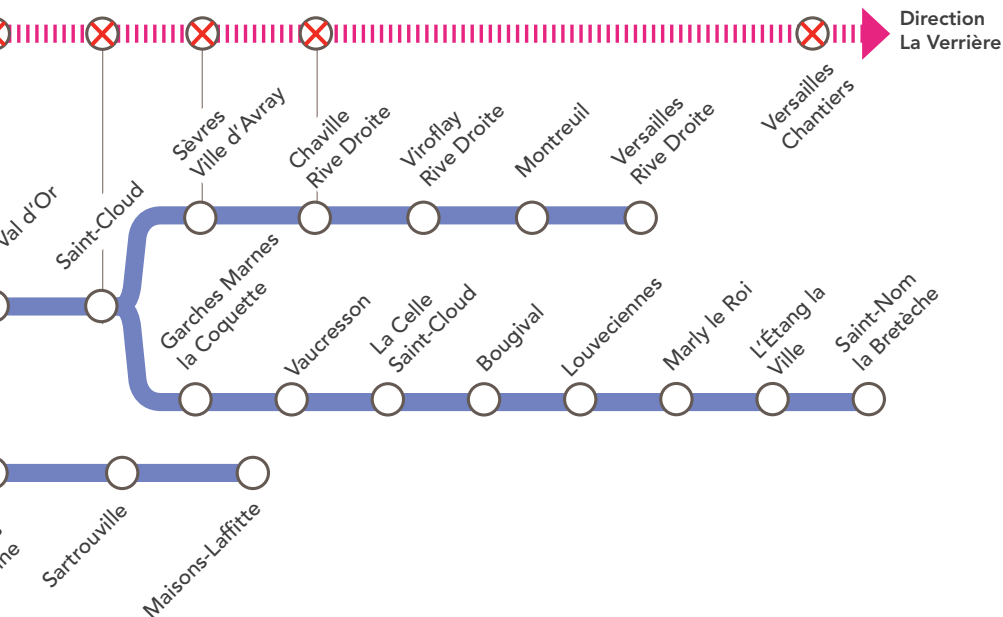 Direction
La Verrière
Versailles
Chantiers
Sèvres
Ville d'Avray
Chaville
Rive Droite
Viroflay
Rive Droite
Montreuil
Versailles
Rive Droite
Val d'Or
Saint-Cloud
Garches Marnes
la Coquette
Vaucresson
La Celle
Saint-Cloud
Bougival
Louveciennes
Marly le Roi
L'Étang la
Ville
Saint-Nom
la Bretèche
Sartrouville
Maisons-Laffitte